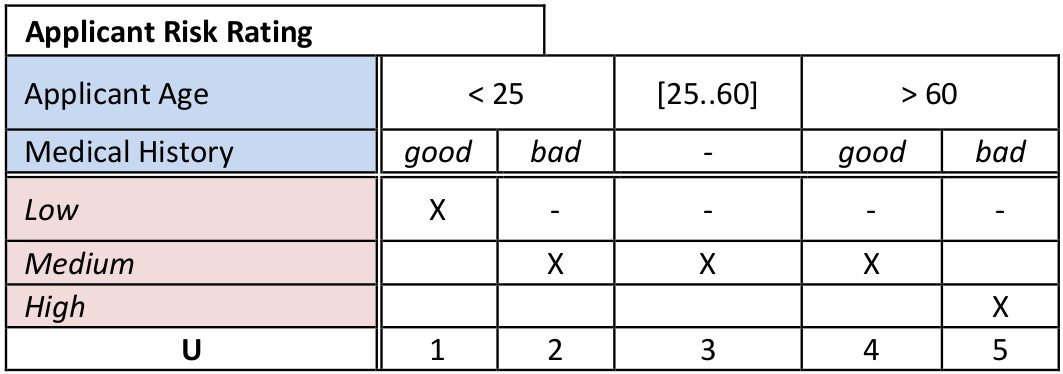 Applicant Risk Rating
Applicant Age < 25 [25..60] > 60
Medical History good bad - good bad
Low X - - - -
Medium X X X
High X
U 1 2 3 4 5